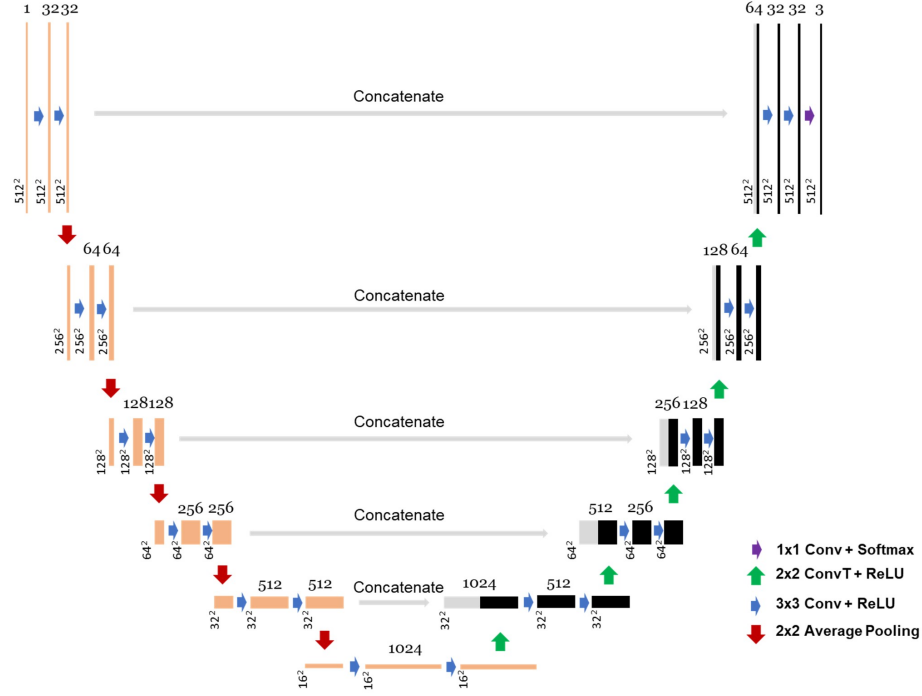 1 32 32
64 32 32 3
Concatenate
512² 512² 512²
512² 512² 512² 512²
64 64
128 64
Concatenate
256² 256² 256²
256² 256² 256²
128 128
256 128
Concatenate
128² 128² 128²
128² 128² 128²
256 256
512 256
Concatenate
64² 64² 64²
64² 64² 64²
512 512
Concatenate
1024 512
32² 32² 32²
32² 32² 32²
1024
16² 16² 16²
1x1 Conv + Softmax
2x2 ConvT + ReLU
3x3 Conv + ReLU
2x2 Average Pooling